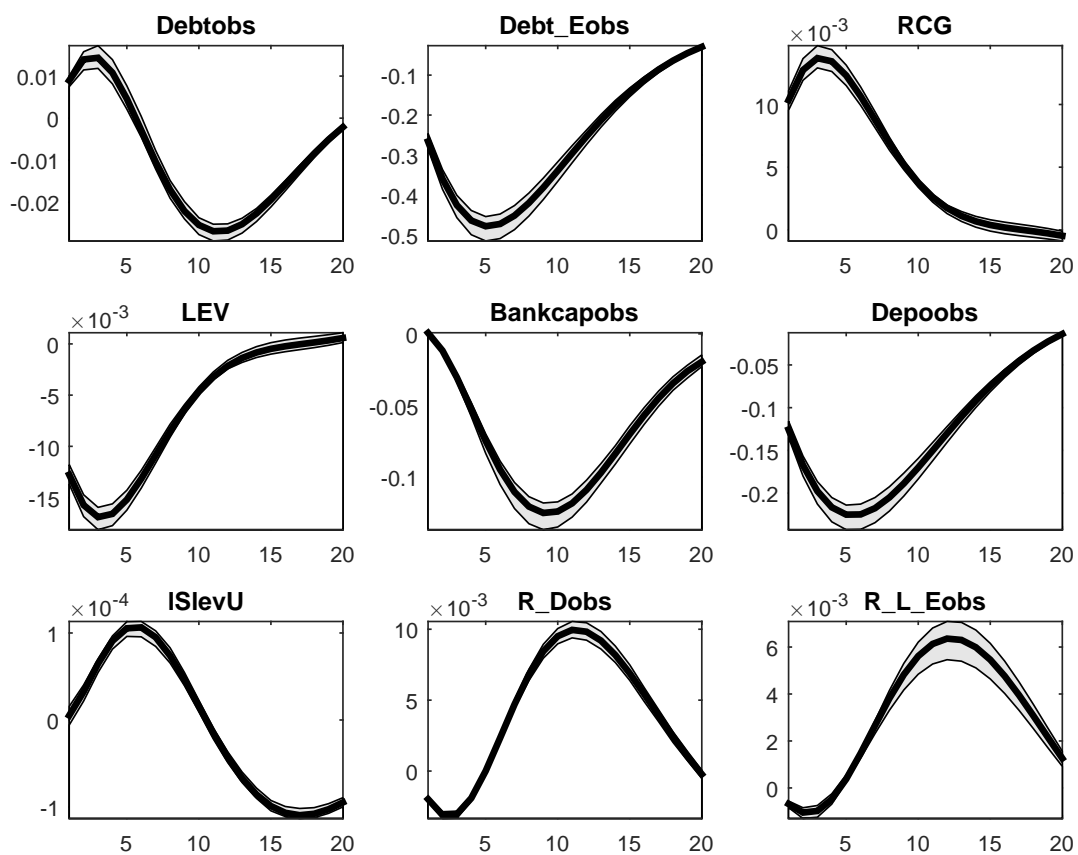 Debtobs Debt_Eobs RCG
×10⁻³
0.01
0
-0.01
-0.02
5 10 15 20
-0.1
-0.2
-0.3
-0.4
-0.5
5 10 15 20
10
5
0
5 10 15 20
LEV Bankcapobs Depoobs
×10⁻³
0
-5
-10
-15
5 10 15 20
0
-0.05
-0.1
5 10 15 20
-0.05
-0.1
-0.15
-0.2
5 10 15 20
ISlevU R_Dobs R_L_Eobs
×10⁻⁴ ×10⁻³ ×10⁻³
1
0
-1
5 10 15 20
10
5
0
5 10 15 20
6
4
2
0
5 10 15 20